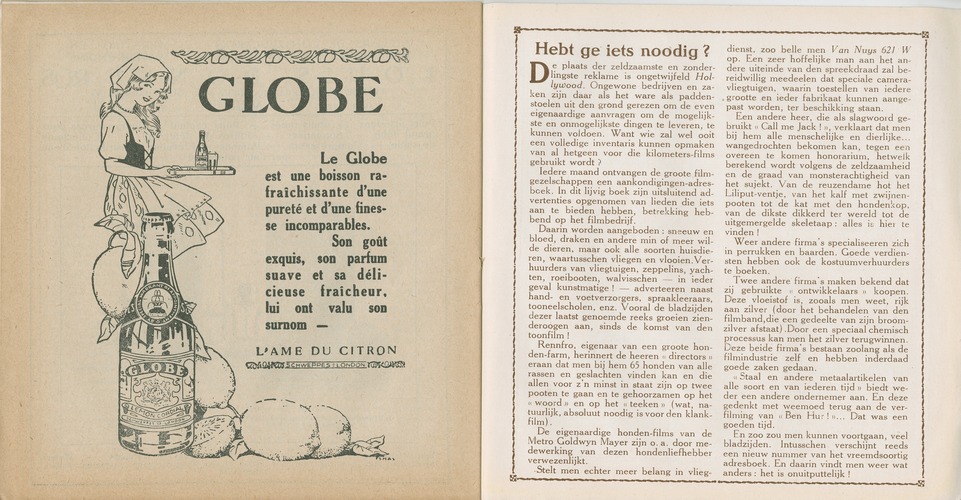 GLOBE
Le Globe
est une boisson ra-
fraîchissante d'une
pureté et d'une fines-
se incomparables.
Son goût
exquis, son parfum
suave et sa déli-
cieuse fraîcheur,
lui ont valu son
surnom —
L'AME DU CITRON
SCHWEPPES LONDON
GLOBE
Hebt ge iets noodig ?
De plaats der zeldzaamste en zonder-
lingste reklame is ongetwijfeld Hol-
lywood. Ongewone bedrijven en za-
ken zijn daar als het ware als padden-
stoelen uit den grond gerezen om de even
eigenaardige aanvragen om de mogelijk-
ste en onmogelijkste dingen te leveren, te
kunnen voldoen. Want wie zal wel ooit
een volledige inventaris kunnen opmaken
van al hetgeen voor die kilometers-films
gebruikt wordt ?
Iedere maand ontvangen de groote film-
gezelschappen een aankondigingen-adres-
boek. In dit lijvig boek zijn uitsluitend ad-
vertenties opgenomen van lieden die iets
aan te bieden hebben, betrekking heb-
bend op het filmbedrijf.
Daarin worden aangeboden : sneeuw en
bloed, draken en andere min of meer wil-
de dieren, maar ook alle soorten huisdie-
ren, waartusschen vliegen en vlooien. Ver-
huurders van vliegtuigen, zeppelins, yach-
ten, roeibooten, walvisschen — in ieder
geval kunstmatige ! — adverteeren naast
hand- en voetverzorgers, spraakleeraars,
tooneelscholen, enz. Vooral de bladzijden
dezer laatst genoemde reeks groeien zien-
deroogen aan, sinds de komst van den
toonfilm !
Rennfro, eigenaar van een groote hon-
den-farm, herinnert de heeren « directors »
eraan dat men bij hem 65 honden van alle
rassen en geslachten vinden kan en die
allen voor z'n minst in staat zijn op twee
pooten te gaan en te gehoorzamen op het
« woord » en op het « teeken » (wat, na-
tuurlijk, absoluut noodig is voor den klank-
film).
De eigenaardige honden-films van de
Metro Goldwyn Mayer zijn o. a. door me-
dewerking van dezen hondenliefhebber
verwezenlijkt.
Stelt men echter meer belang in vlieg-
dienst, zoo belle men Van Nuys 621 W
op. Een zeer hoffelijke man aan het an-
dere uiteinde van den spreekdraad zal be-
reidwillig meedeelen dat speciale camera-
vliegtuigen, waarin toestellen van iedere
grootte en ieder fabrikaat kunnen aange-
past worden, ter beschikking staan.
Een andere heer, die als slagwoord ge-
bruikt « Call me Jack ! », verklaart dat men
bij hem alle menschelijke en dierlijke...
wangedrochten bekomen kan, tegen een
overeen te komen honorarium, hetwelk
berekend wordt volgens de zeldzaamheid
en de graad van monsterachtigheid van
het sujekt. Van de reuzendame hot het
Liliput-ventje, van het kalf met zwijnen-
pooten tot de kat met den hondenkop,
van de dikste dikkerd ter wereld tot de
uitgemergelde skeletaap : alles is hier te
vinden !
Weer andere firma's specialiseeren zich
in perrukken en baarden. Goede verdien-
sten hebben ook de kostuumverhuurders
te boeken.
Twee andere firma's maken bekend dat
zij gebruikte « ontwikkelaars » koopen.
Deze vloeistof is, zooals men weet, rijk
aan zilver (door het behandelen van den
filmband, die een gedeelte van zijn broom-
zilver afstaat). Door een speciaal chemisch
processus kan men het zilver terugwinnen.
Deze beide firma's bestaan zoolang als de
filmindustrie zelf en hebben inderdaad
goede zaken gedaan.
« Staal en andere metaalartikelen van
alle soort en van iederen tijd » biedt we-
der een andere ondernemer aan. En deze
gedenkt met weemoed terug aan de ver-
filming van « Ben Hur ! »... Dat was een
goeden tijd.
En zoo zou men kunnen voortgaan, veel
bladzijden. Intusschen verschijnt reeds
een nieuw nummer van het vreemdsoortig
adresboek. En daarin vindt men weer wat
anders : het is onuitputtelijk !